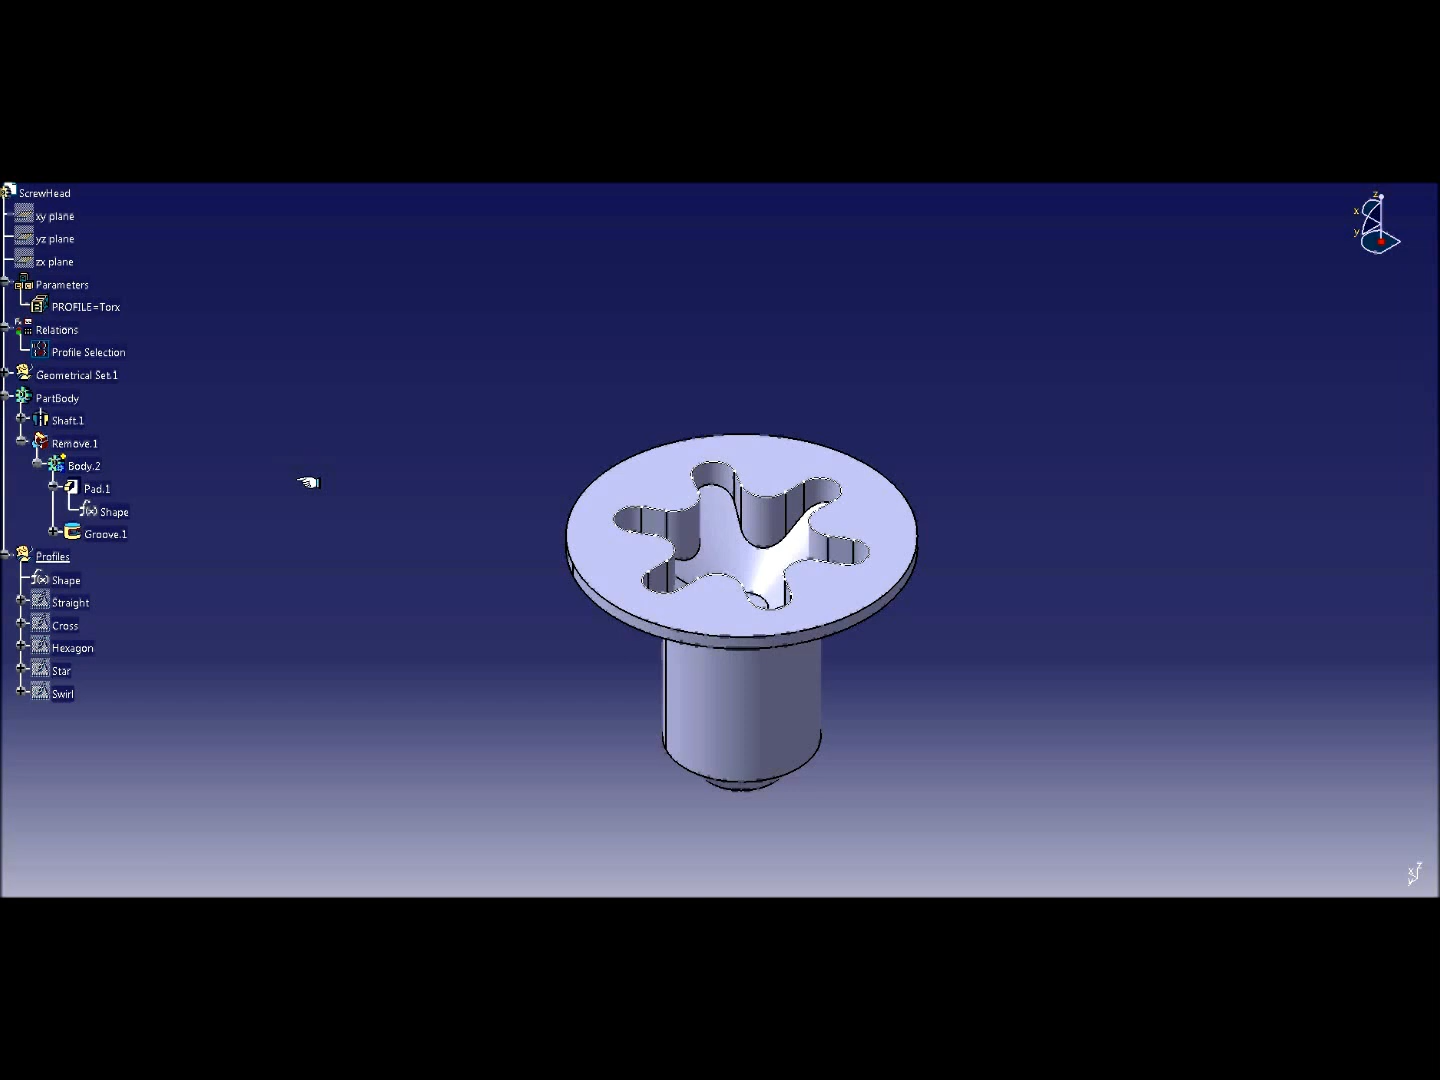 ScrewHead
xy plane
yz plane
zx plane
Parameters
PROFILE=Torx
Relations
Profile Selection
Geometrical Set.1
PartBody
Shaft.1
Remove.1
Body.2
Pad.1
Shape
Groove.1
Profiles
Shape
Straight
Cross
Hexagon
Star
Swirl
z
x
y
z
x
y